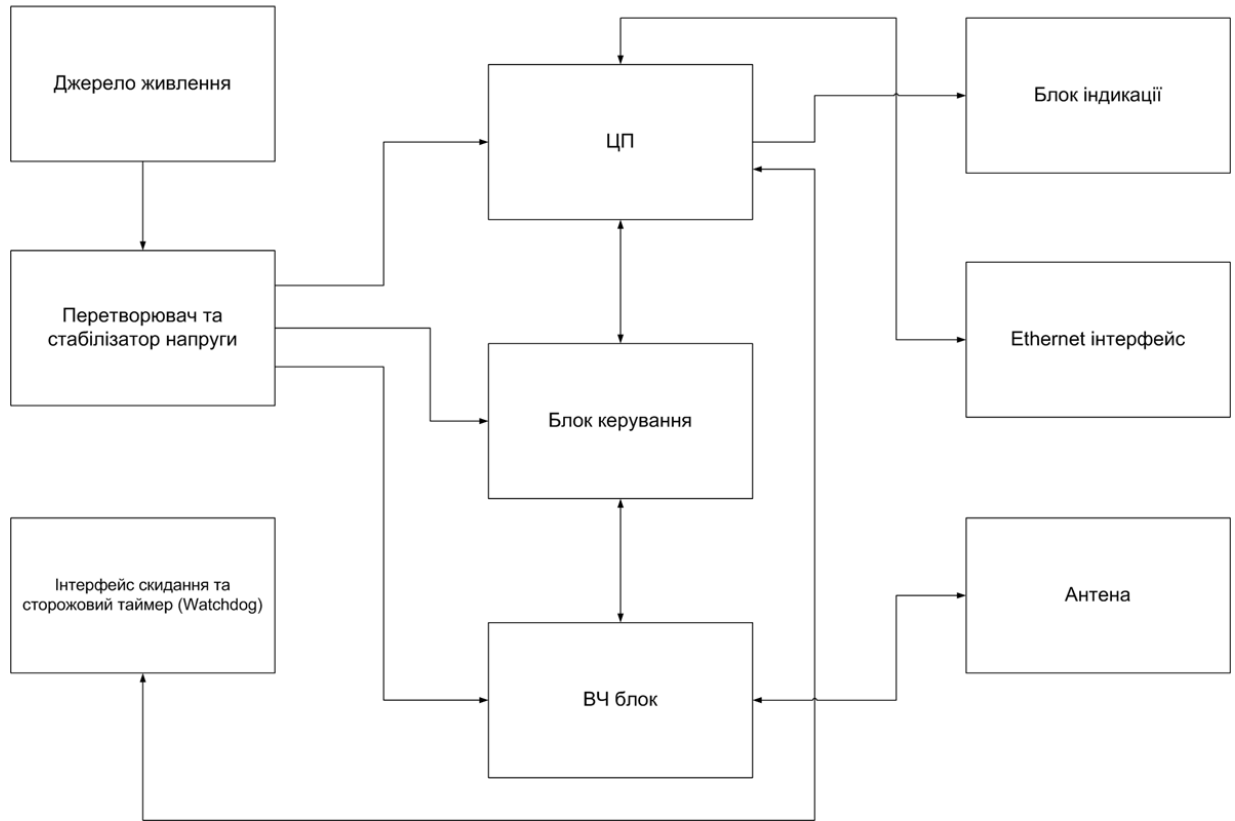 Джерело живлення
ЦП
Блок індикації
Перетворювач та
стабілізатор напруги
Ethernet інтерфейс
Блок керування
Інтерфейс скидання та
сторожовий таймер (Watchdog)
Антена
ВЧ блок